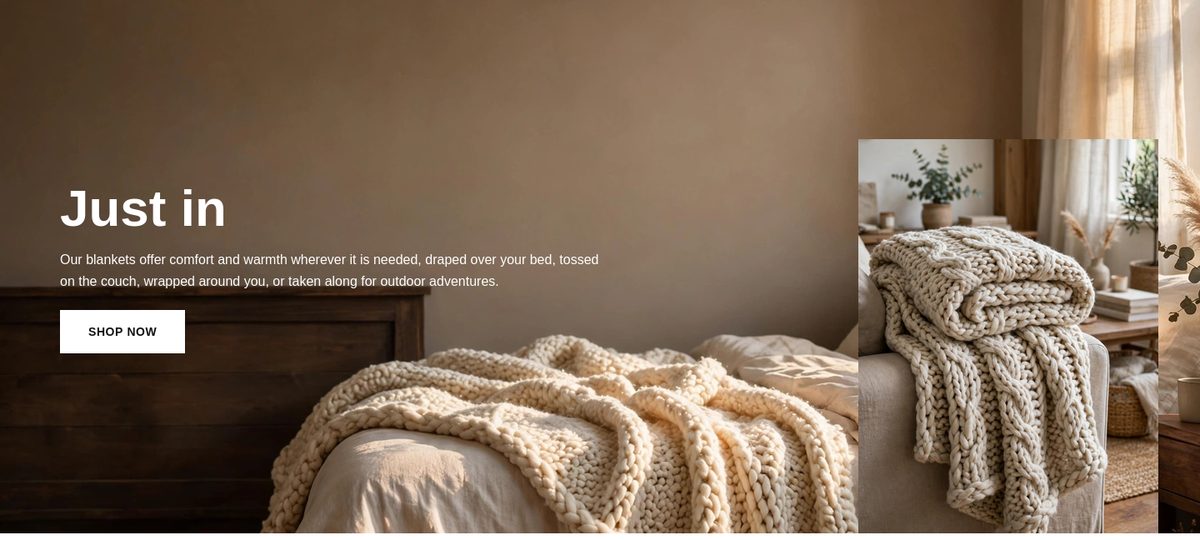 Just in
Our blankets offer comfort and warmth wherever it is needed, draped over your bed, tossed
on the couch, wrapped around you, or taken along for outdoor adventures.
SHOP NOW